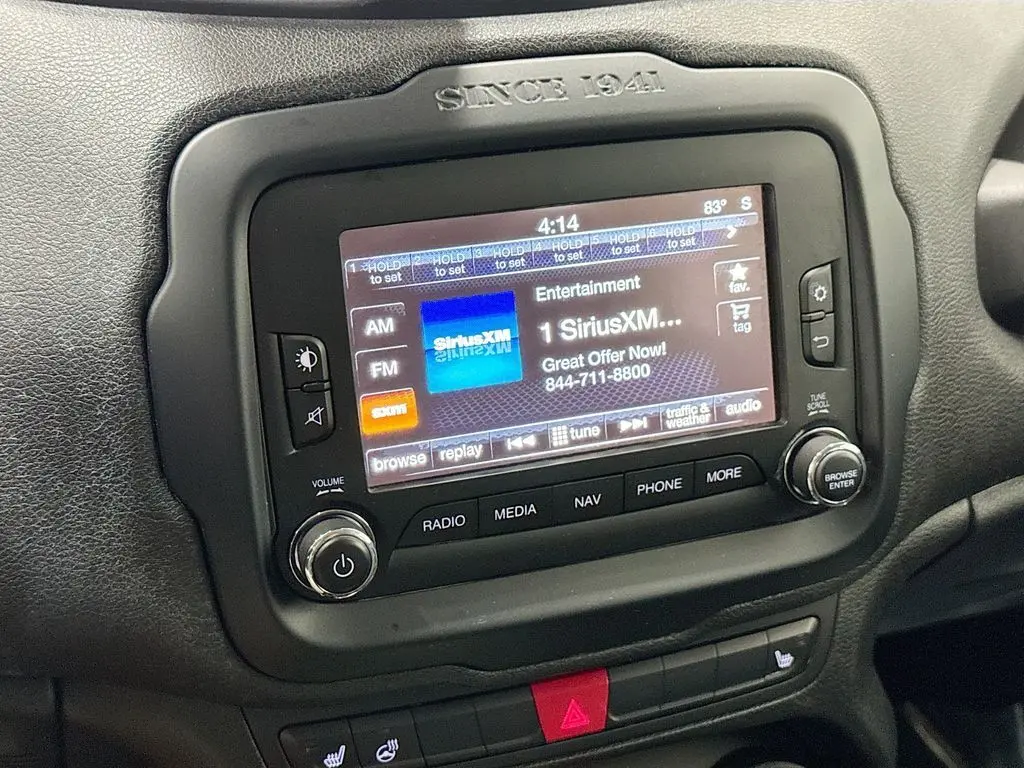 SINCE 1941
4:14
83° S
1 HOLD to set
2 HOLD to set
3 HOLD to set
4 HOLD to set
5 HOLD to set
6 HOLD to set
AM
FM
sxm
SiriusXM
Entertainment
1 SiriusXM...
Great Offer Now!
844-711-8800
fav.
tag
browse
replay
tune
traffic &
weather
audio
VOLUME
TUNE
SCROLL
RADIO
MEDIA
NAV
PHONE
MORE
BROWSE
ENTER